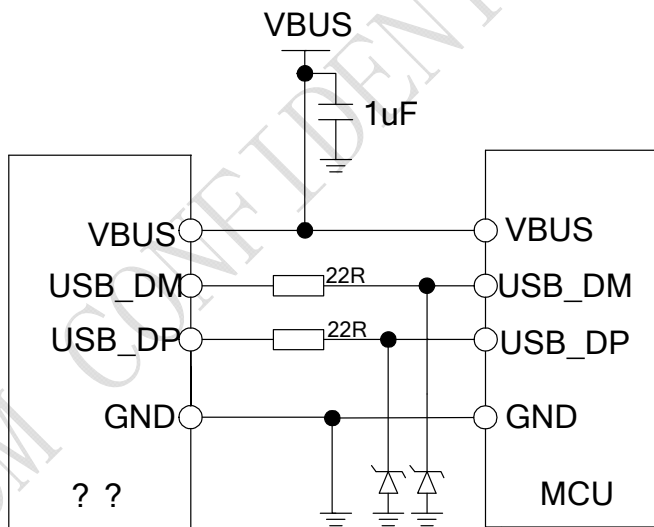 VBUS
1uF
VBUS
VBUS
USB_DM
22R
USB_DM
USB_DP
22R
USB_DP
GND
GND
? ?
MCU